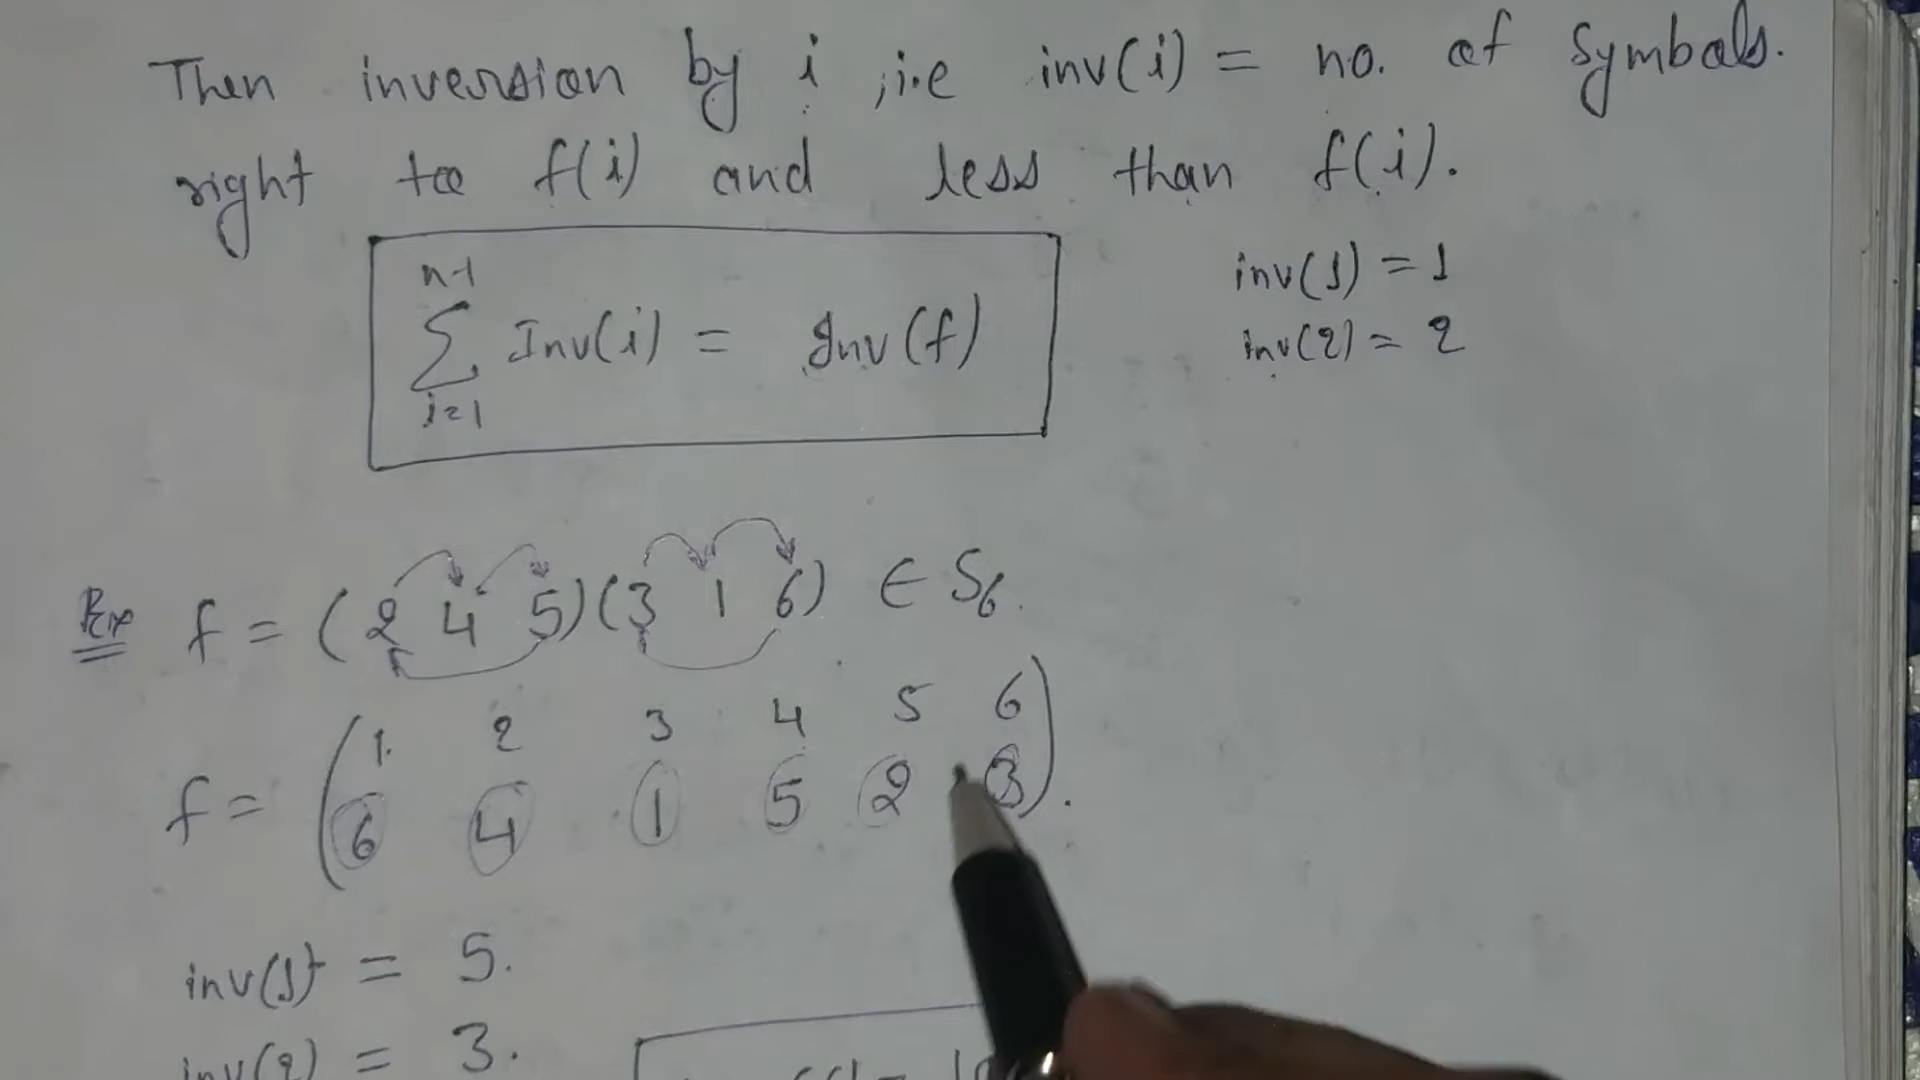 Then inversion by i , i.e inv(i) = no. of Symbols.
right to f(i) and less than f(i).
n-1
∑ Inv(i) = Inv(f)
i=1
inv(1) = 1
inv(2) = 2
Ex f = (2 4 5)(3 1 6) ∈ S6.
f = (1. 2 3 4 5 6
6 4 1 5 2 3).
inv(1) = 5.
inv(2) = 3.